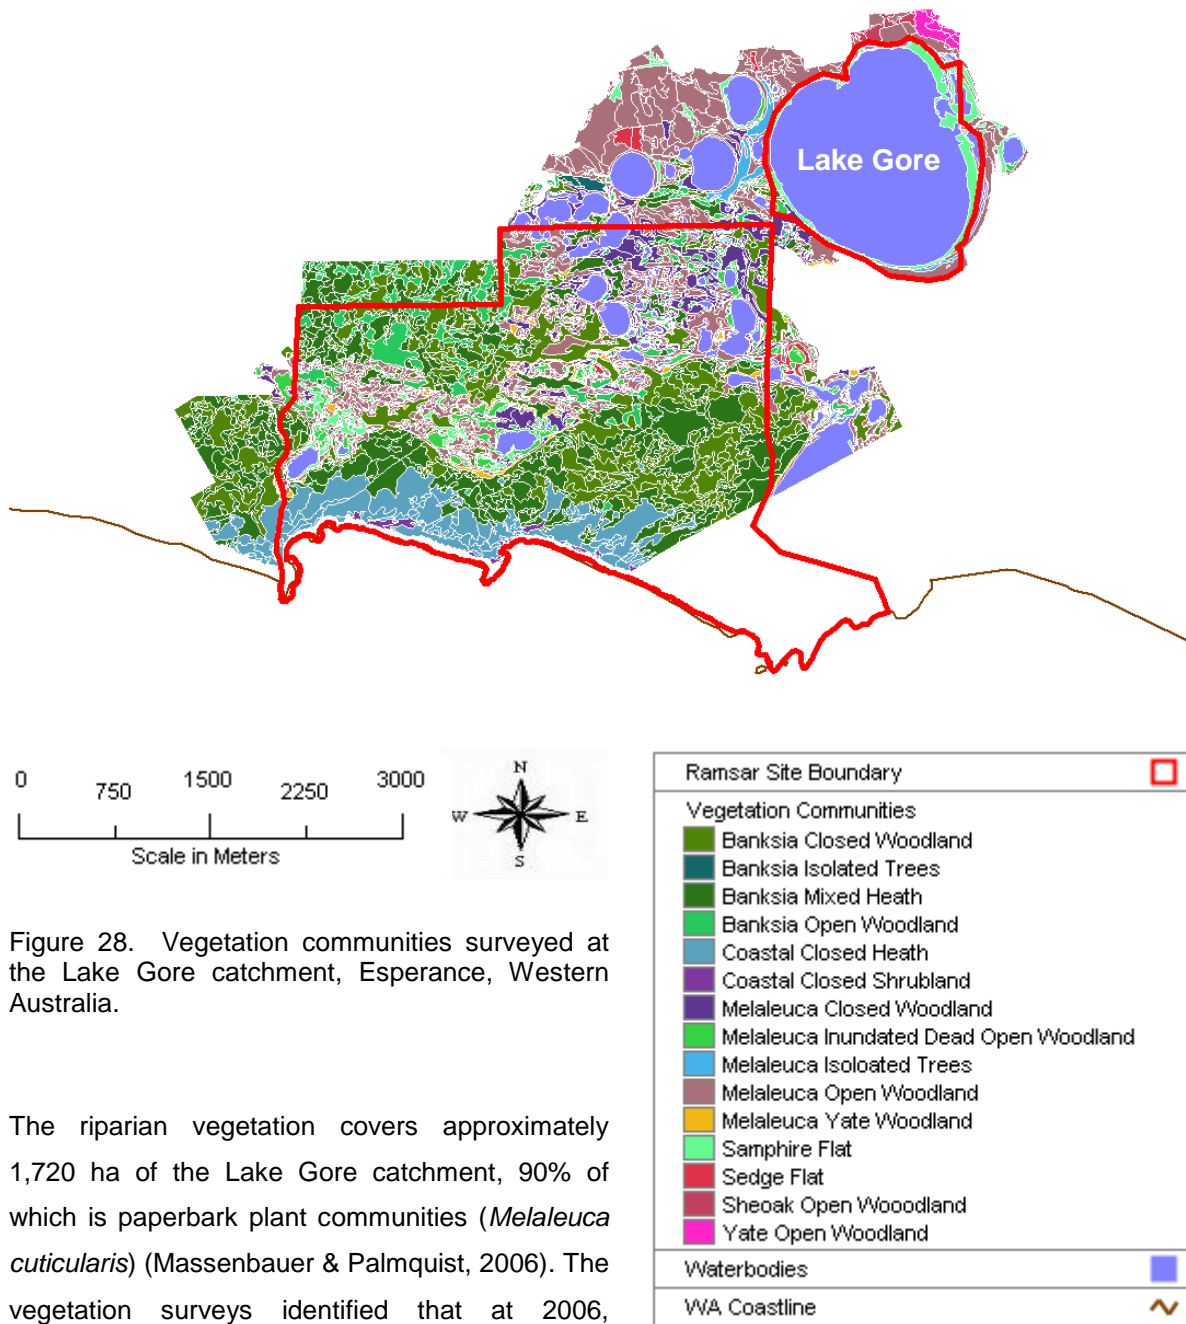 Lake Gore
0 750 1500 2250 3000
Scale in Meters
N
W E
S
Figure 28. Vegetation communities surveyed at
the Lake Gore catchment, Esperance, Western
Australia.
The riparian vegetation covers approximately
1,720 ha of the Lake Gore catchment, 90% of
which is paperbark plant communities (Melaleuca
cuticularis) (Massenbauer & Palmquist, 2006). The
vegetation surveys identified that at 2006,
Ramsar Site Boundary
Vegetation Communities
Banksia Closed Woodland
Banksia Isolated Trees
Banksia Mixed Heath
Banksia Open Woodland
Coastal Closed Heath
Coastal Closed Shrubland
Melaleuca Closed Woodland
Melaleuca Inundated Dead Open Woodland
Melaleuca Isoloated Trees
Melaleuca Open Woodland
Melaleuca Yate Woodland
Samphire Flat
Sedge Flat
Sheoak Open Wooodland
Yate Open Woodland
Waterbodies
WA Coastline